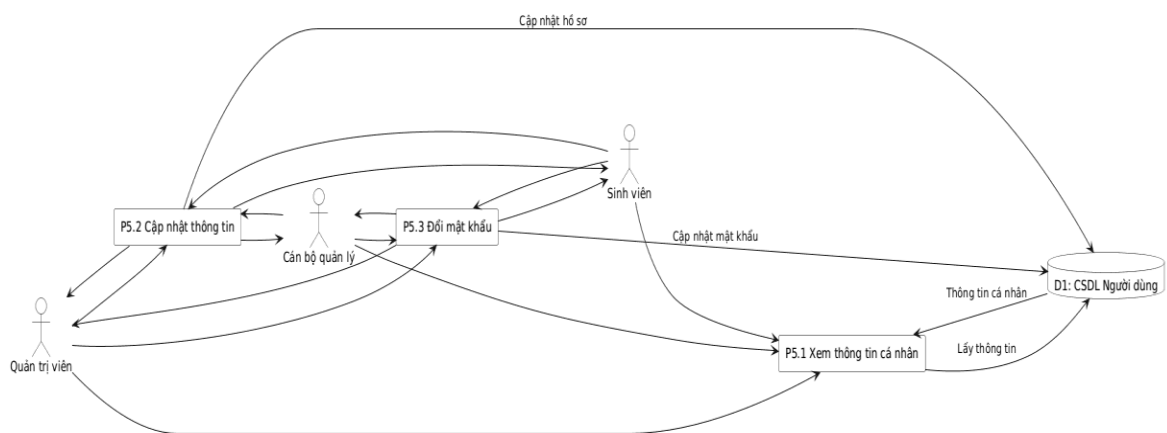 Cập nhật hồ sơ
Sinh viên
P5.2 Cập nhật thông tin
P5.3 Đổi mật khẩu
Cán bộ quản lý
Cập nhật mật khẩu
D1: CSDL Người dùng
Thông tin cá nhân
P5.1 Xem thông tin cá nhân
Lấy thông tin
Quản trị viên